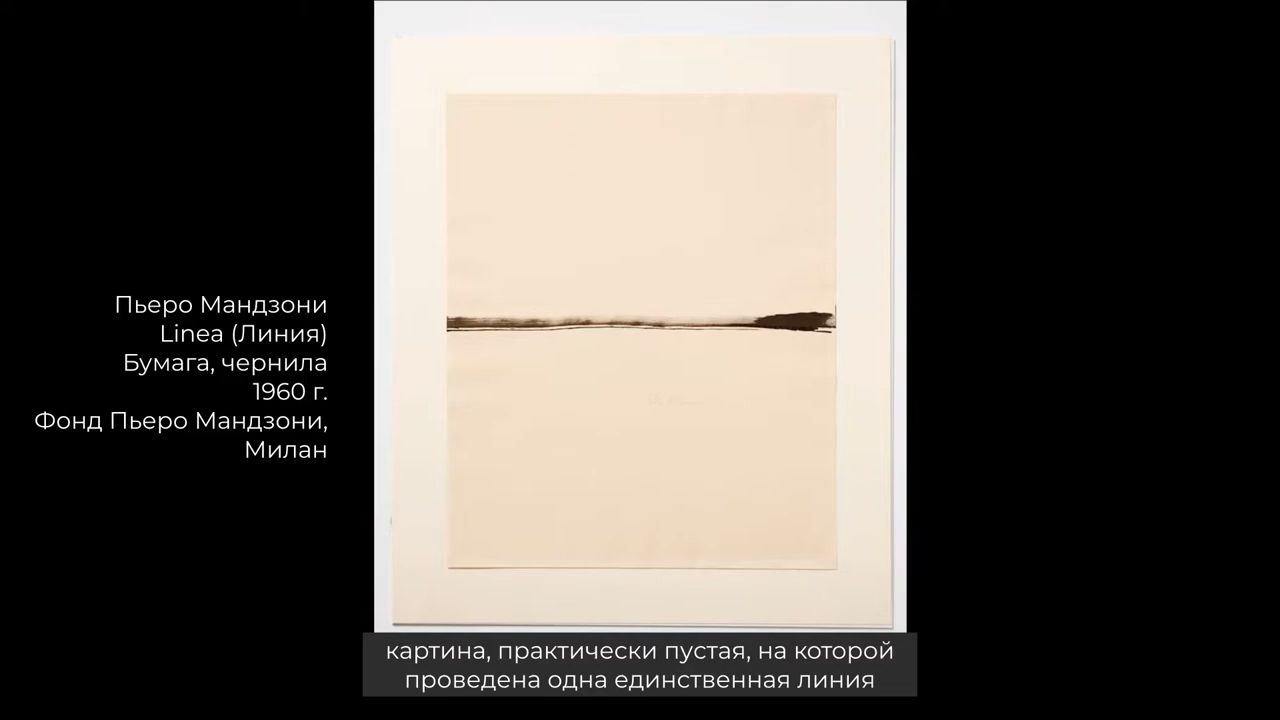 Пьеро Мандзони
Linea (Линия)
Бумага, чернила
1960 г.
Фонд Пьеро Мандзони,
Милан
картина, практически пустая, на которой
проведена одна единственная линия